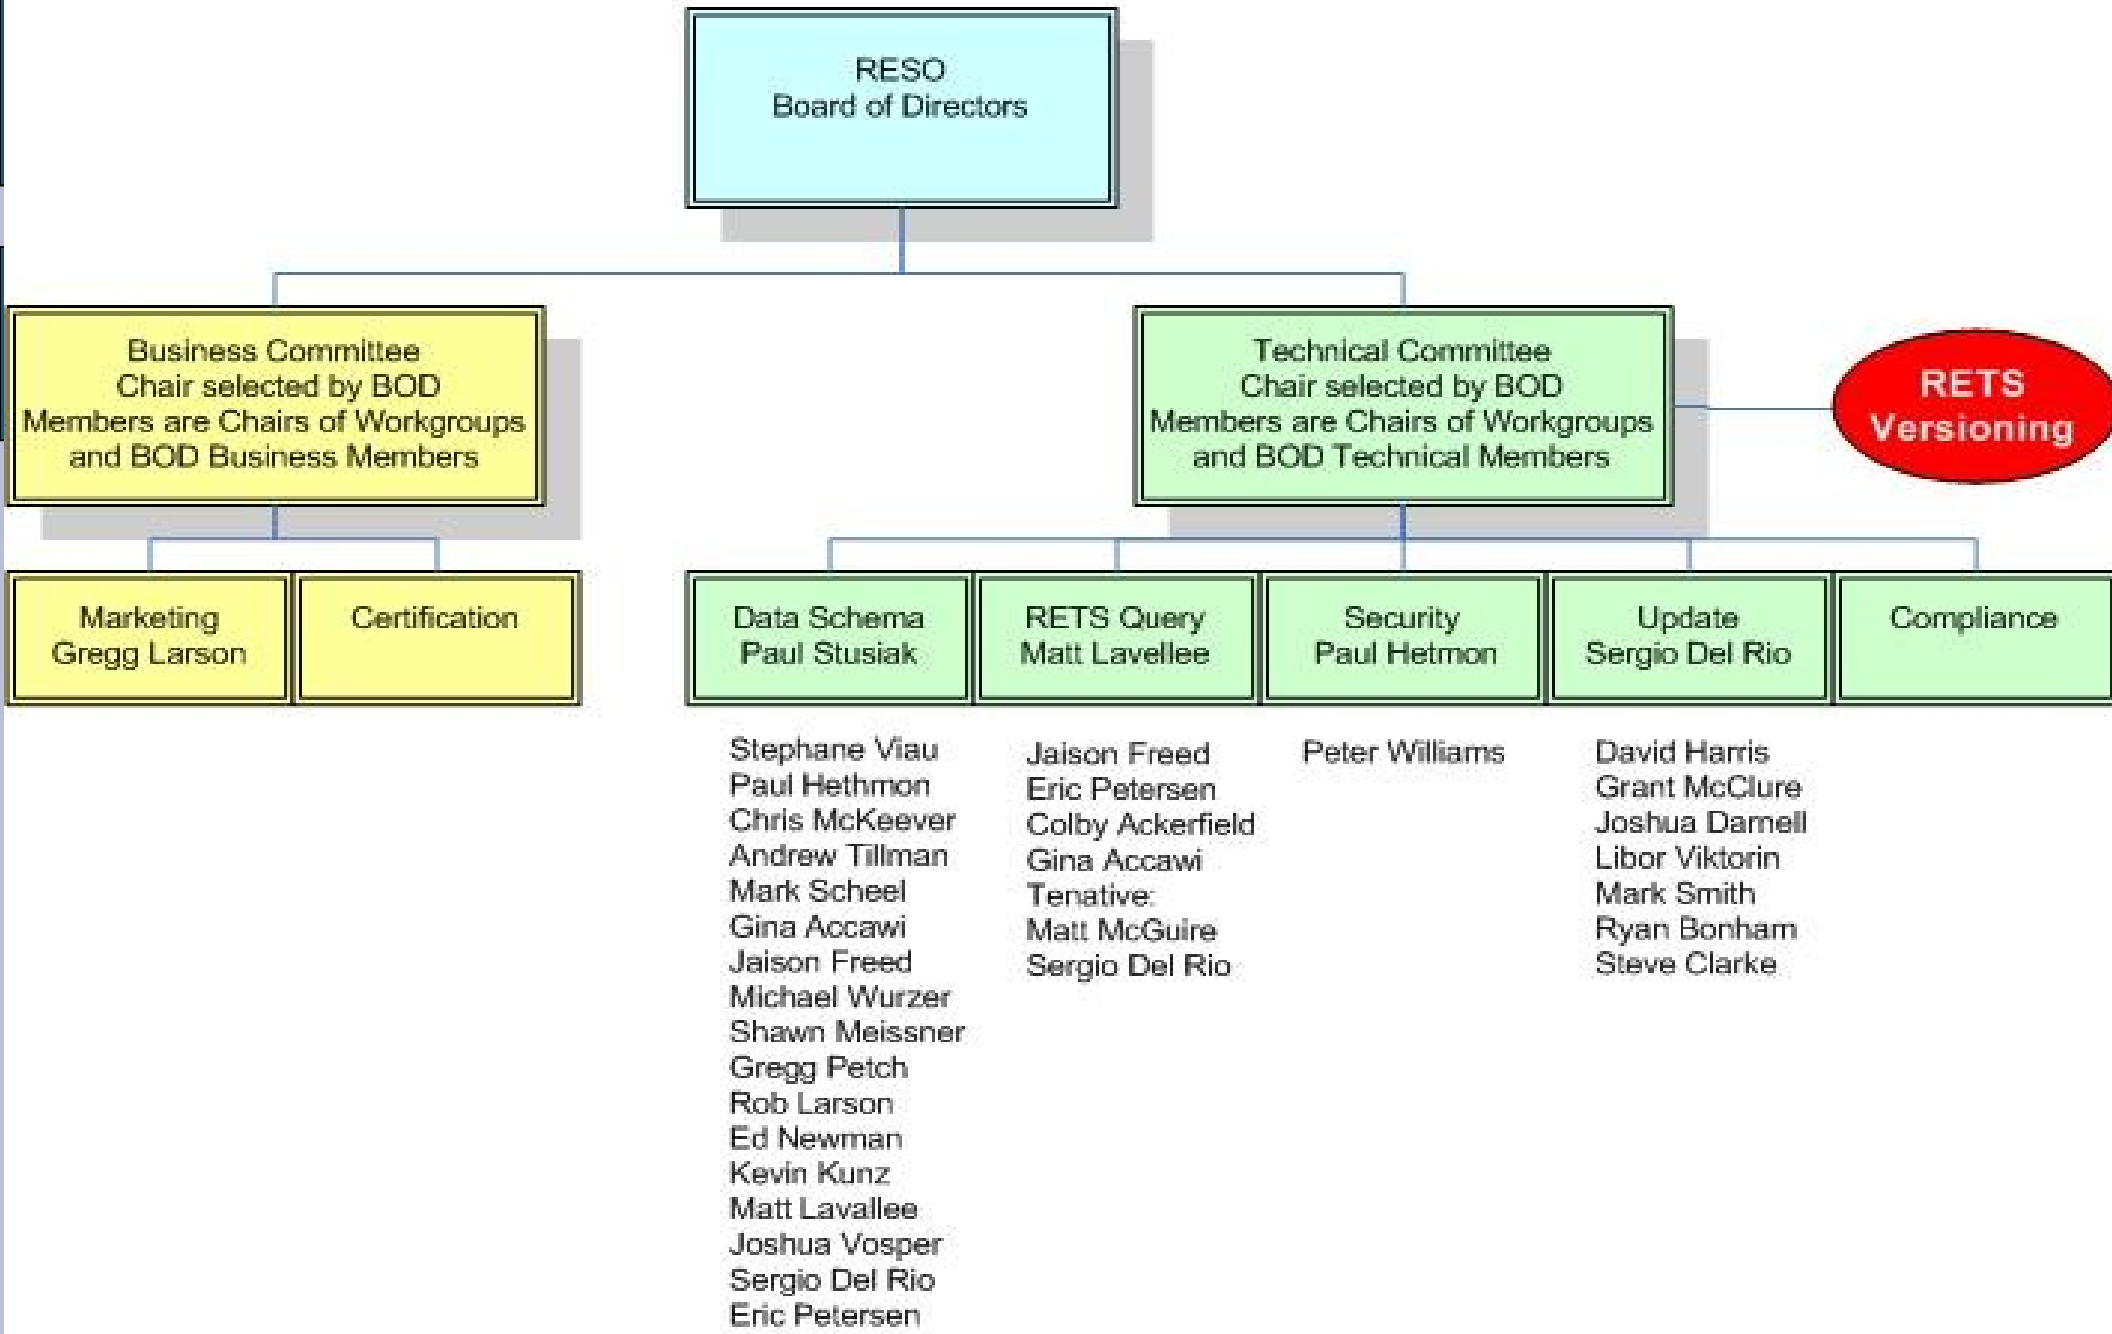 RESO
Board of Directors
Business Committee
Chair selected by BOD
Members are Chairs of Workgroups
and BOD Business Members
Technical Committee
Chair selected by BOD
Members are Chairs of Workgroups
and BOD Technical Members
RETS
Versioning
Marketing
Gregg Larson
Certification
Data Schema
Paul Stusiak
RETS Query
Matt Lavellee
Security
Paul Hetmon
Update
Sergio Del Rio
Compliance
Stephane Viau
Paul Hethmon
Chris McKeever
Andrew Tillman
Mark Scheel
Gina Accawi
Jaison Freed
Michael Wurzer
Shawn Meissner
Gregg Petch
Rob Larson
Ed Newman
Kevin Kunz
Matt Lavallee
Joshua Vosper
Sergio Del Rio
Eric Petersen
Jaison Freed
Eric Petersen
Colby Ackerfield
Gina Accawi
Tenative:
Matt McGuire
Sergio Del Rio
Peter Williams
David Harris
Grant McClure
Joshua Darnell
Libor Viktorin
Mark Smith
Ryan Bonham
Steve Clarke